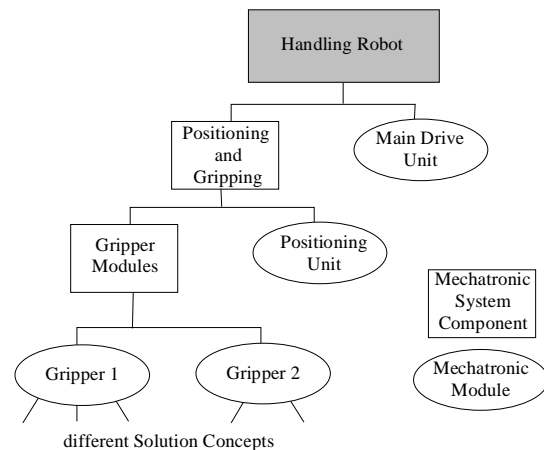 Handling Robot
Positioning
and
Gripping
Main Drive
Unit
Gripper
Modules
Positioning
Unit
Mechatronic
System
Component
Gripper 1
Gripper 2
Mechatronic
Module
different Solution Concepts